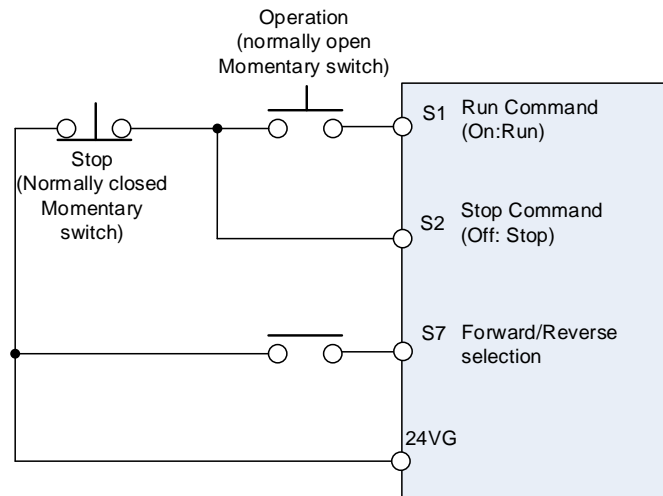 Operation
(normally open
Momentary switch)
Stop
(Normally closed
Momentary
switch)
S1 Run Command
(On:Run)
S2 Stop Command
(Off: Stop)
S7 Forward/Reverse
selection
24VG